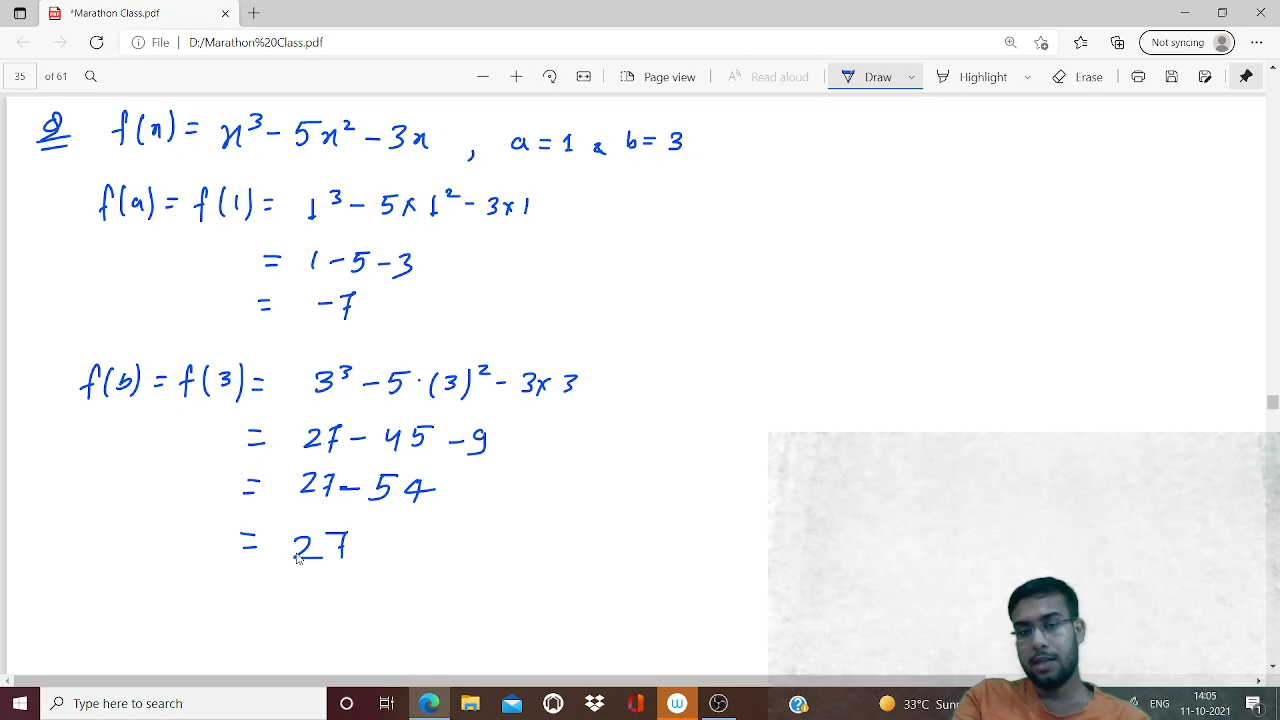 *Marathon Class.pdf
File D:/Marathon%20Class.pdf Not syncing
35 of 61 Page view Read aloud Draw Highlight Erase
Q f(x) = x³ - 5x² - 3x , a = 1 & b = 3
f(a) = f(1) = 1³ - 5 × 1² - 3 × 1
= 1 - 5 - 3
= -7
f(b) = f(3) = 3³ - 5 · (3)² - 3 × 3
= 27 - 45 - 9
= 27 - 54
= 27
Type here to search 33°C Sunny ENG 14:05
11-10-2021